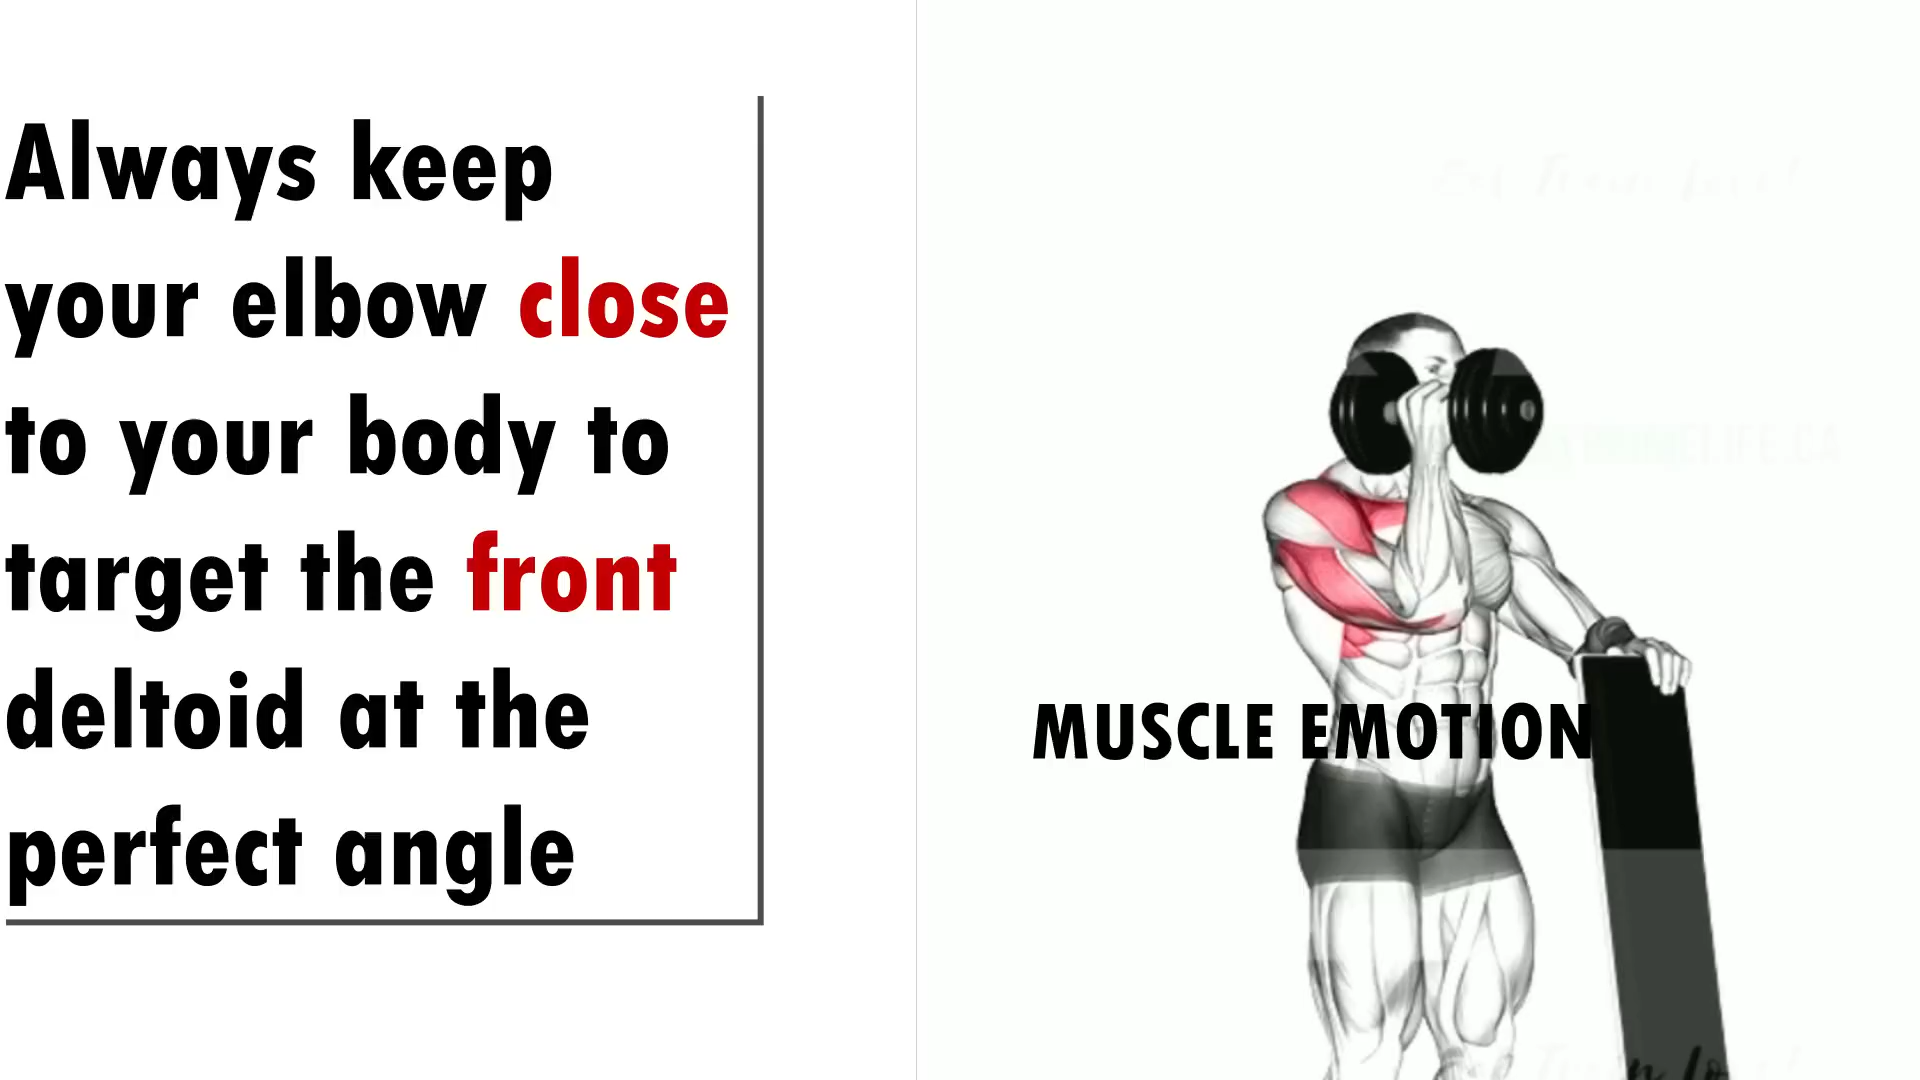 Always keep
your elbow close
to your body to
target the front
deltoid at the
perfect angle
MUSCLE EMOTION